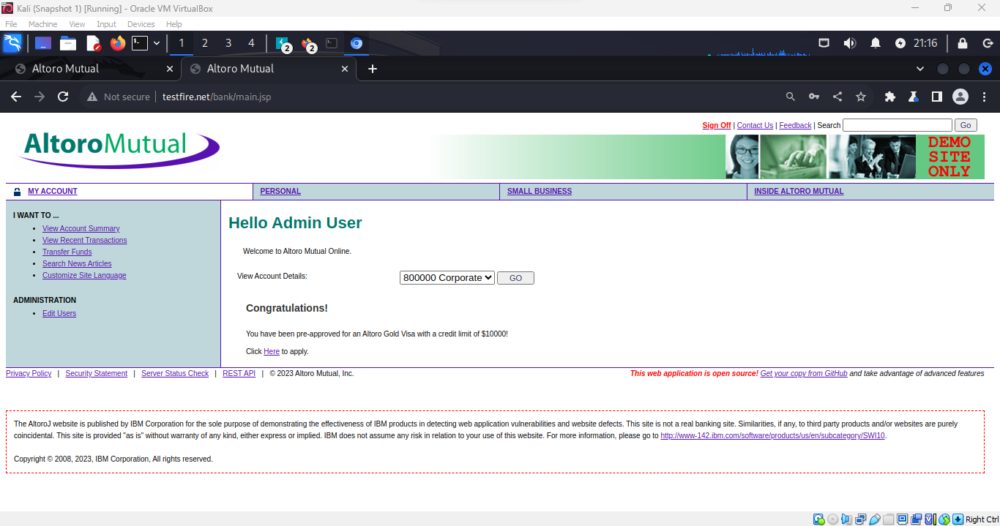 Kali (Snapshot 1) [Running] - Oracle VM VirtualBox
File Machine View Input Devices Help
1 2 3 4 2 2 21:16
Altoro Mutual Altoro Mutual
Not secure testfire.net/bank/main.jsp
Sign Off | Contact Us | Feedback | Search Go
AltoroMutual
DEMO
SITE
ONLY
MY ACCOUNT PERSONAL SMALL BUSINESS INSIDE ALTORO MUTUAL
I WANT TO ...
• View Account Summary
• View Recent Transactions
• Transfer Funds
• Search News Articles
• Customize Site Language
ADMINISTRATION
• Edit Users
Hello Admin User
Welcome to Altoro Mutual Online.
View Account Details: 800000 Corporate GO
Congratulations!
You have been pre-approved for an Altoro Gold Visa with a credit limit of $10000!
Click Here to apply.
Privacy Policy | Security Statement | Server Status Check | REST API | © 2023 Altoro Mutual, Inc.
This web application is open source! Get your copy from GitHub and take advantage of advanced features
The AltoroJ website is published by IBM Corporation for the sole purpose of demonstrating the effectiveness of IBM products in detecting web application vulnerabilities and website defects. This site is not a real banking site. Similarities, if any, to third party products and/or websites are purely
coincidental. This site is provided "as is" without warranty of any kind, either express or implied. IBM does not assume any risk in relation to your use of this website. For more information, please go to http://www-142.ibm.com/software/products/us/en/subcategory/SWI10.
Copyright © 2008, 2023, IBM Corporation, All rights reserved.
Right Ctrl